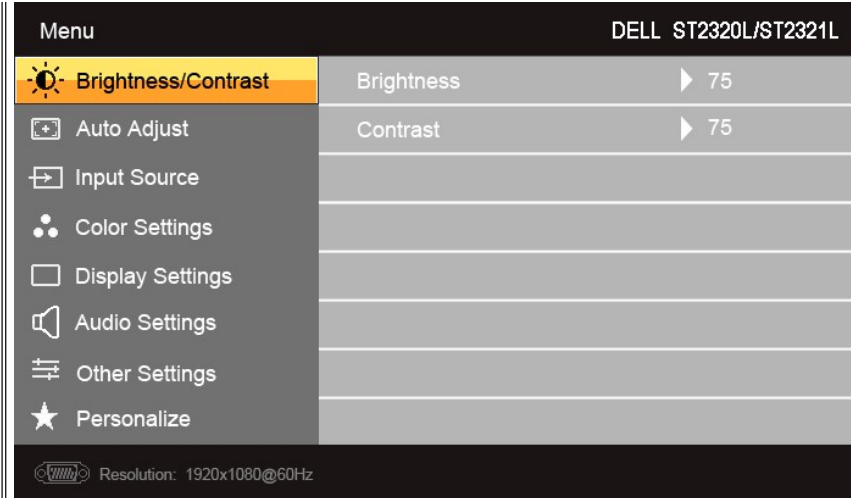 Menu DELL ST2320L/ST2321L
Brightness/Contrast Brightness 75
Auto Adjust Contrast 75
Input Source
Color Settings
Display Settings
Audio Settings
Other Settings
Personalize
Resolution: 1920x1080@60Hz